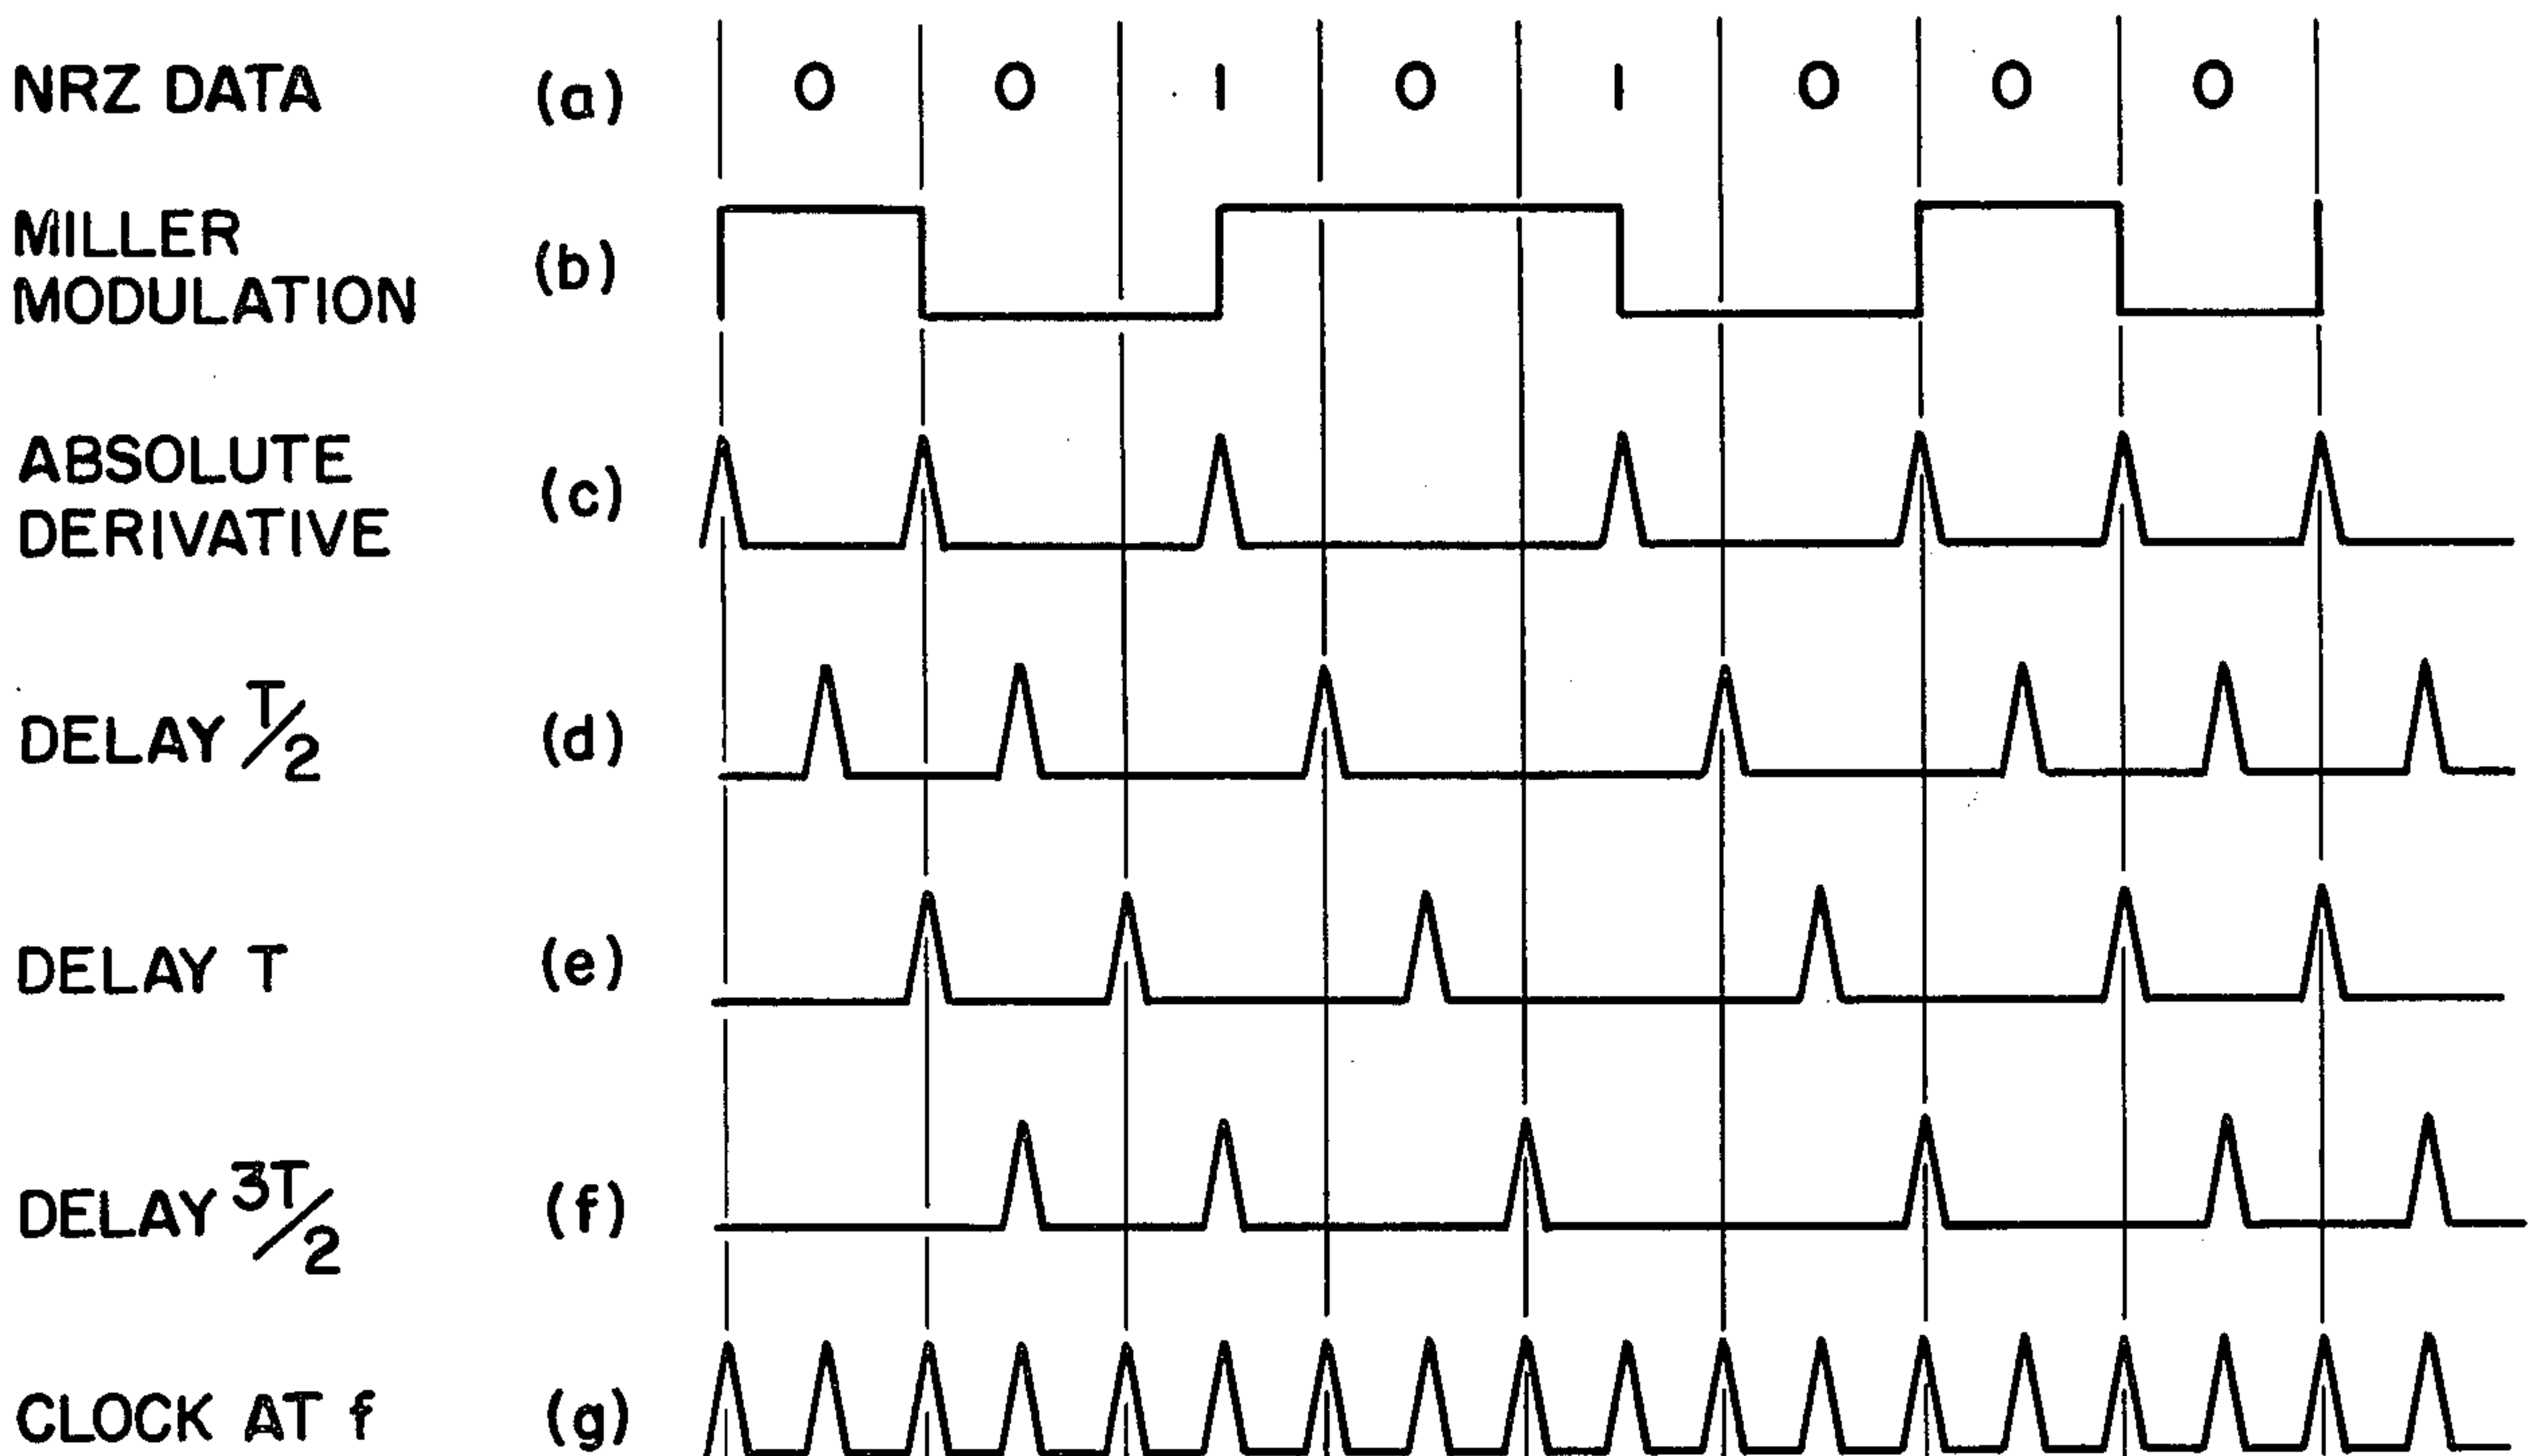 NRZ DATA (a) 0 0 1 0 1 0 0 0
MILLER
MODULATION (b)
ABSOLUTE
DERIVATIVE (c)
DELAY T/2 (d)
DELAY T (e)
DELAY 3T/2 (f)
CLOCK AT f (g)